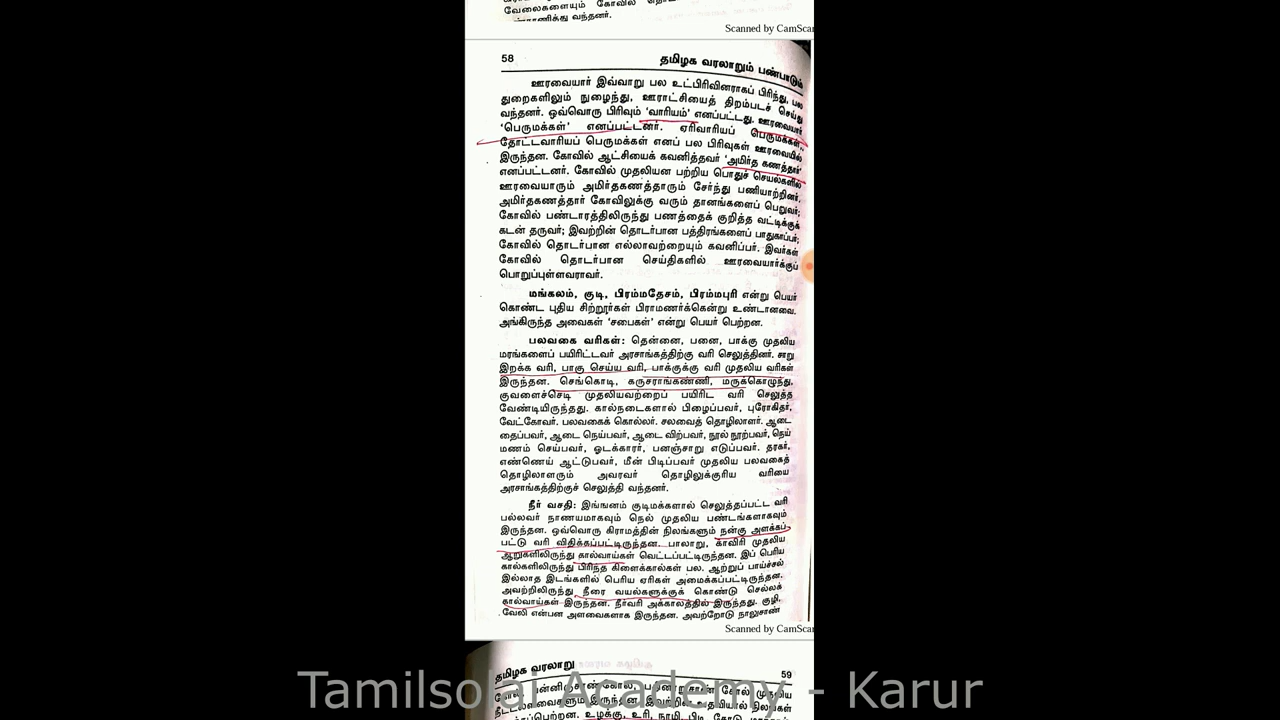 வேலைகளையும் கோவில்
வந்தனர்.
Scanned by CamScan
58
தமிழக வரலாறும் பண்பாடும்
ஊரவையார் இவ்வாறு பல உட்பிரிவினராகப் பிரிந்து, பல
துறைகளிலும் நுழைந்து, ஊராட்சியைத் திறம்படச் செய்து
வந்தனர். ஒவ்வொரு பிரிவும் 'வாரியம்' எனப்பட்டது. ஊரவையார்
'பெருமக்கள்' எனப்பட்டனர். ஏரிவாரியப் பெருமக்கள்,
தோட்டவாரியப் பெருமக்கள் எனப் பல பிரிவுகள் ஊரவையில்
இருந்தன. கோவில் ஆட்சியைக் கவனித்தவர் 'அமிர்த கணத்தார்'
எனப்பட்டனர். கோவில் முதலியன பற்றிய பொதுச் செயல்களில்
ஊரவையாரும் அமிர்தகணத்தாரும் சேர்ந்து பணியாற்றினர்.
அமிர்தகணத்தார் கோவிலுக்கு வரும் தானங்களைப் பெறுவர்;
கோவில் பண்டாரத்திலிருந்து பணத்தைக் குறித்த வட்டிக்குக்
கடன் தருவர்; இவற்றின் தொடர்பான பத்திரங்களைப் பாதுகாப்பர்;
கோவில் தொடர்பான எல்லாவற்றையும் கவனிப்பர். இவர்கள்
கோவில் தொடர்பான செய்திகளில் ஊரவையார்க்குப்
பொறுப்புள்ளவராவர்.
மங்கலம், குடி, பிரம்மதேசம், பிரம்மபுரி என்று பெயர்
கொண்ட புதிய சிற்றூர்கள் பிராமணர்க்கென்று உண்டானவை.
அங்கிருந்த அவைகள் 'சபைகள்' என்று பெயர் பெற்றன.
பலவகை வரிகள்: தென்னை, பனை, பாக்கு முதலிய
மரங்களைப் பயிரிட்டவர் அரசாங்கத்திற்கு வரி செலுத்தினர். சாறு
இறக்க வரி, பாகு செய்ய வரி, பாக்குக்கு வரி முதலிய வரிகள்
இருந்தன. செங்கொடி, கருசராங்கண்ணி, மருக்கொழுந்து,
குவளைச்செடி முதலியவற்றைப் பயிரிட வரி செலுத்த
வேண்டியிருந்தது. கால்நடைகளால் பிழைப்பவர், புரோகிதர்,
வேட்கோவர். பலவகைக் கொல்லர். சலவைத் தொழிலாளர். ஆடை
தைப்பவர், ஆடை நெய்பவர், ஆடை விற்பவர், நூல் நூற்பவர், நெய்
மணம் செய்பவர், ஓடக்காரர், பனஞ்சாறு எடுப்பவர். தரகர்,
எண்ணெய் ஆட்டுபவர், மீன் பிடிப்பவர் முதலிய பலவகைத்
தொழிலாளரும் அவரவர் தொழிலுக்குரிய வரியை
அரசாங்கத்திற்குச் செலுத்தி வந்தனர்.
நீர் வசதி: இங்ஙனம் குடிமக்களால் செலுத்தப்பட்ட வரி
பல்லவர் நாணயமாகவும் நெல் முதலிய பண்டங்களாகவும்
இருந்தன. ஒவ்வொரு கிராமத்தின் நிலங்களும் நன்கு அளக்கப்
பட்டு வரி விதிக்கப்பட்டிருந்தன. பாலாறு, காவிரி முதலிய
ஆறுகளிலிருந்து கால்வாய்கள் வெட்டப்பட்டிருந்தன. இப் பெரிய
கால்களிலிருந்து பிரிந்த கிளைக்கால்கள் பல. ஆற்றுப் பாய்ச்சல்
இல்லாத இடங்களில் பெரிய ஏரிகள் அமைக்கப்பட்டிருந்தன.
அவற்றிலிருந்து நீரை வயல்களுக்குக் கொண்டு செல்லக்
கால்வாய்கள் இருந்தன. நீர்வரி அக்காலத்தில் இருந்தது. குழி,
வேலி என்பன அளவைகளாக இருந்தன. அவற்றோடு நாலுசாண்
Scanned by CamScan
தமிழக வரலாறு
59
கோல் முதலிய
இருந்தன.
உழக்கு, உரி, நாழி,
Tamilsolai Academy - Karur